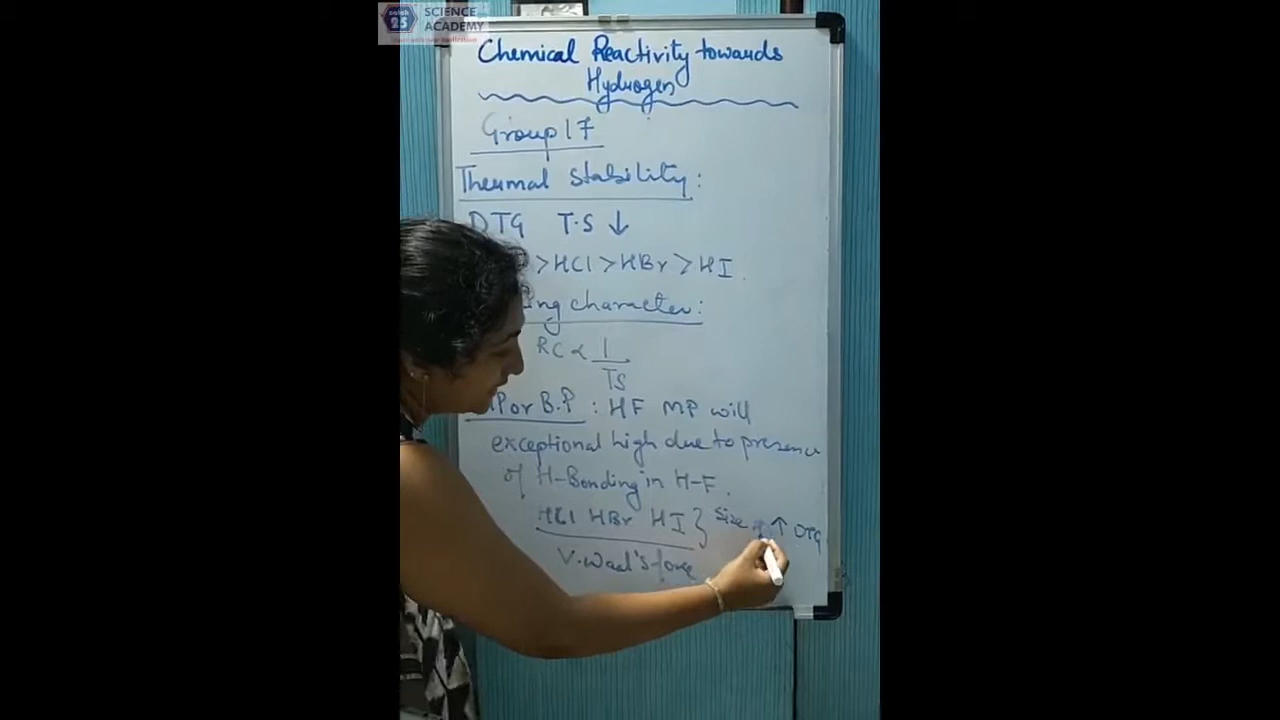 SCIENCE
ACADEMY
Chemical Reactivity towards
Hydrogen
Group 17
Thermal Stability:
DTG T.S ↓
>HCl >HBr >HI
ing character:
RC ∝ 1
TS
P or B.P : HF MP will
exceptional high due to presence
of H-Bonding in H-F.
HCl HBr HI } Size ↑ DTG
V.Waal's force